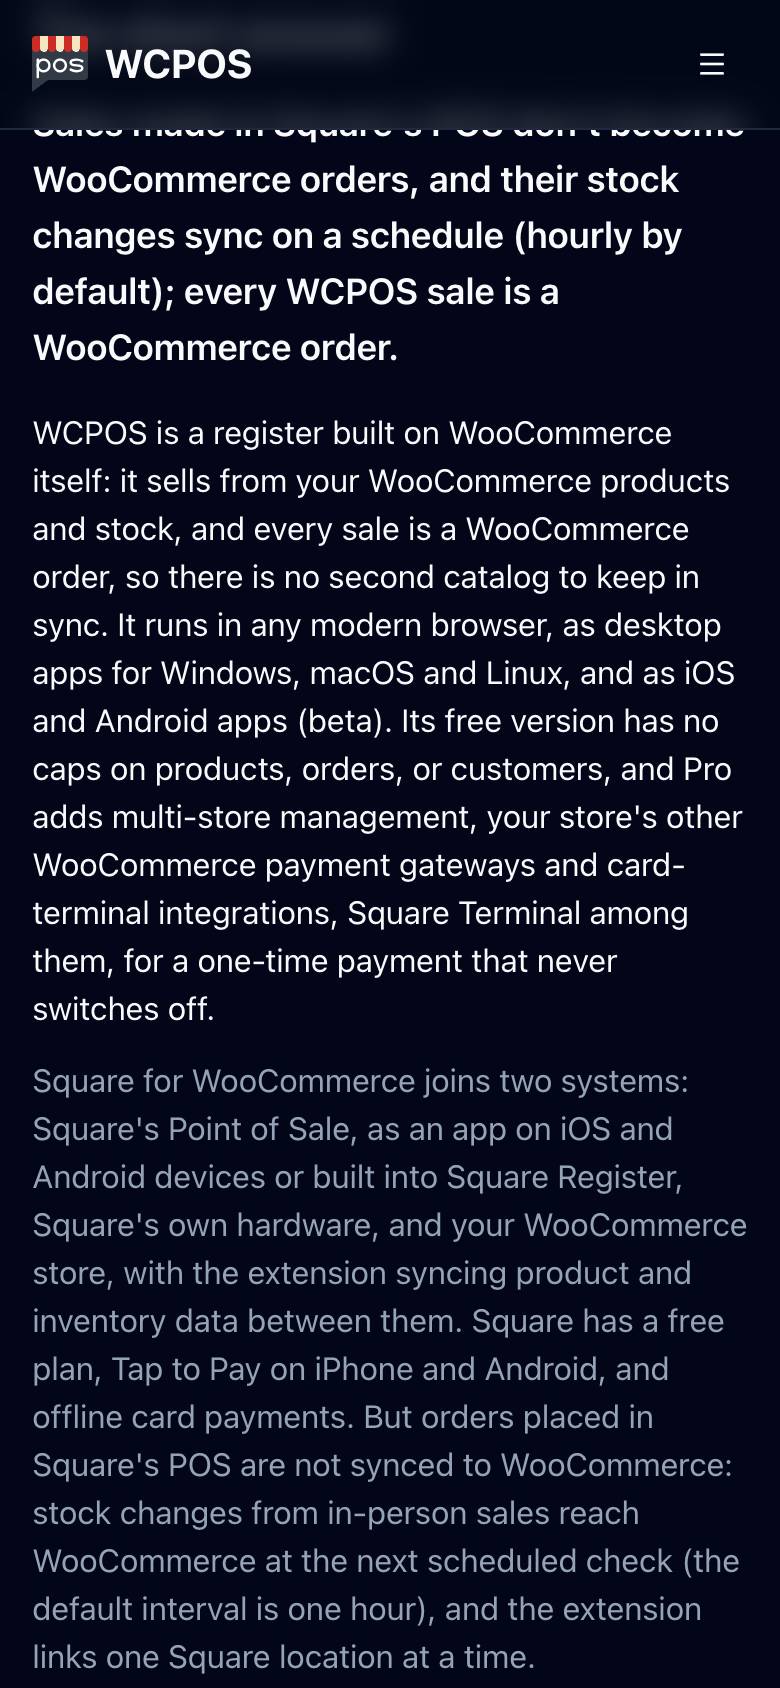 pos WCPOS
Sales made in Square's POS don't become
WooCommerce orders, and their stock
changes sync on a schedule (hourly by
default); every WCPOS sale is a
WooCommerce order.
WCPOS is a register built on WooCommerce
itself: it sells from your WooCommerce products
and stock, and every sale is a WooCommerce
order, so there is no second catalog to keep in
sync. It runs in any modern browser, as desktop
apps for Windows, macOS and Linux, and as iOS
and Android apps (beta). Its free version has no
caps on products, orders, or customers, and Pro
adds multi-store management, your store's other
WooCommerce payment gateways and card-
terminal integrations, Square Terminal among
them, for a one-time payment that never
switches off.
Square for WooCommerce joins two systems:
Square's Point of Sale, as an app on iOS and
Android devices or built into Square Register,
Square's own hardware, and your WooCommerce
store, with the extension syncing product and
inventory data between them. Square has a free
plan, Tap to Pay on iPhone and Android, and
offline card payments. But orders placed in
Square's POS are not synced to WooCommerce:
stock changes from in-person sales reach
WooCommerce at the next scheduled check (the
default interval is one hour), and the extension
links one Square location at a time.